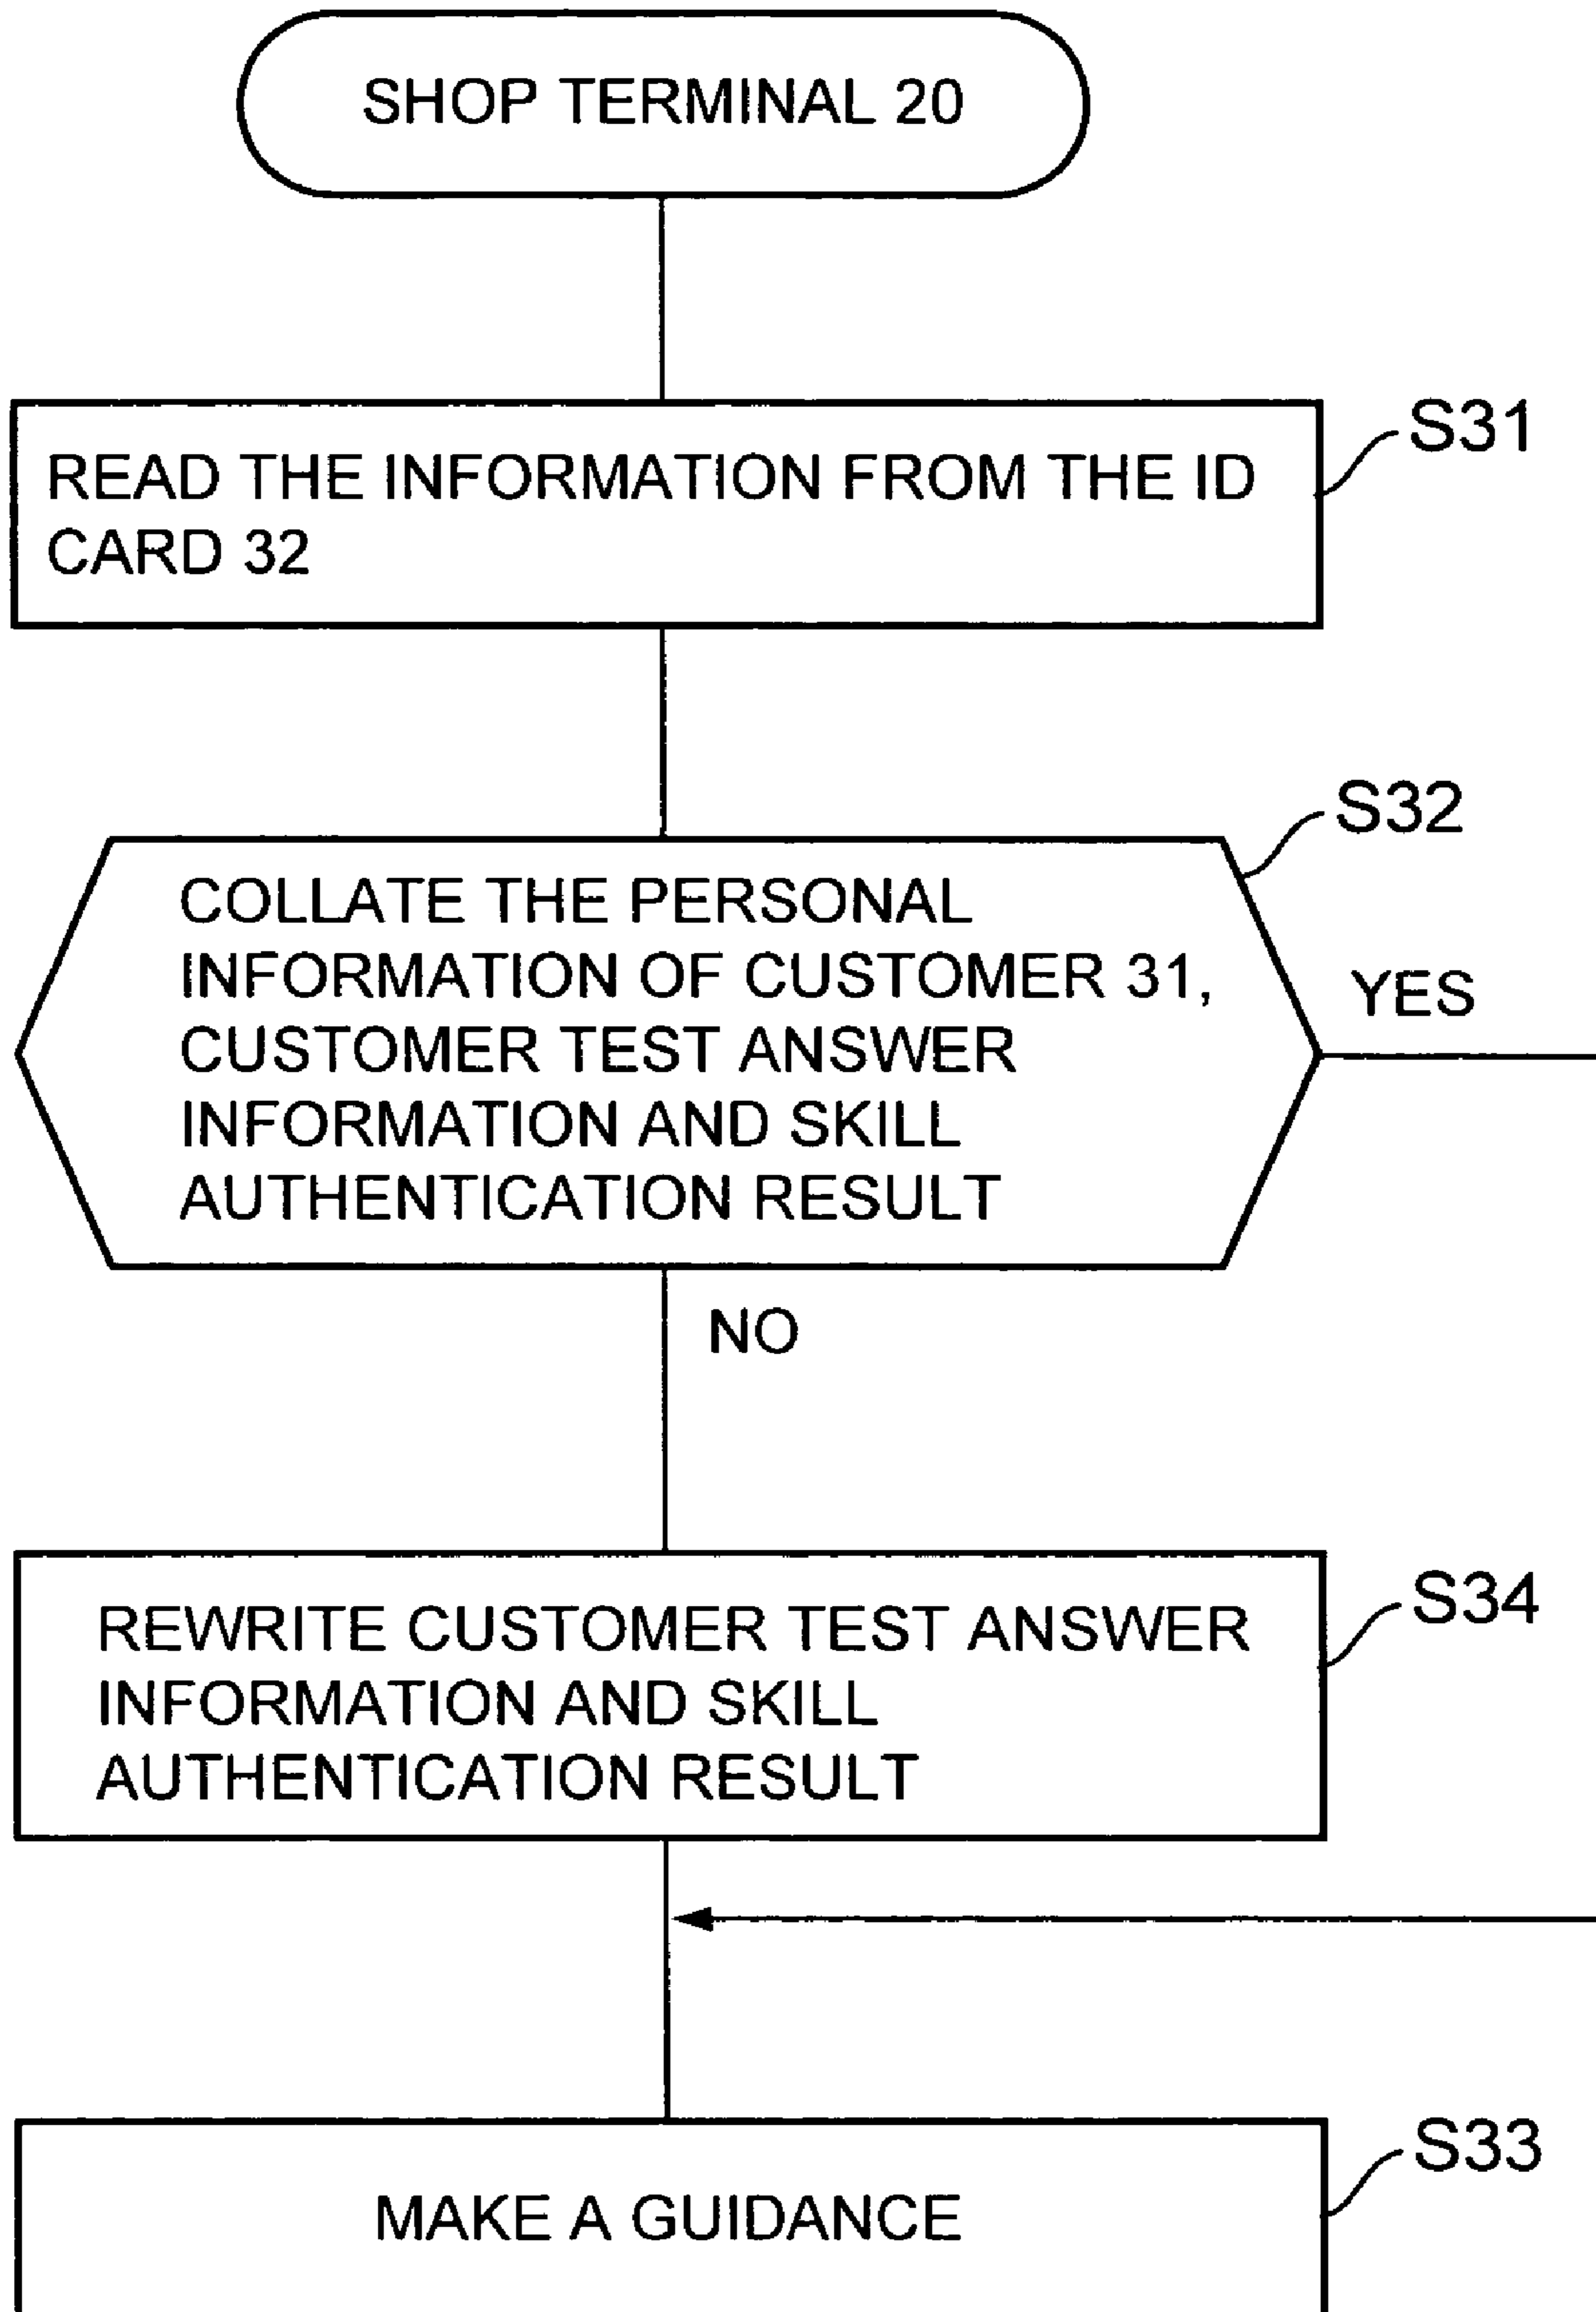 SHOP TERMINAL 20
S31
READ THE INFORMATION FROM THE ID
CARD 32
S32
COLLATE THE PERSONAL
INFORMATION OF CUSTOMER 31,
CUSTOMER TEST ANSWER
INFORMATION AND SKILL
AUTHENTICATION RESULT
YES
NO
S34
REWRITE CUSTOMER TEST ANSWER
INFORMATION AND SKILL
AUTHENTICATION RESULT
S33
MAKE A GUIDANCE